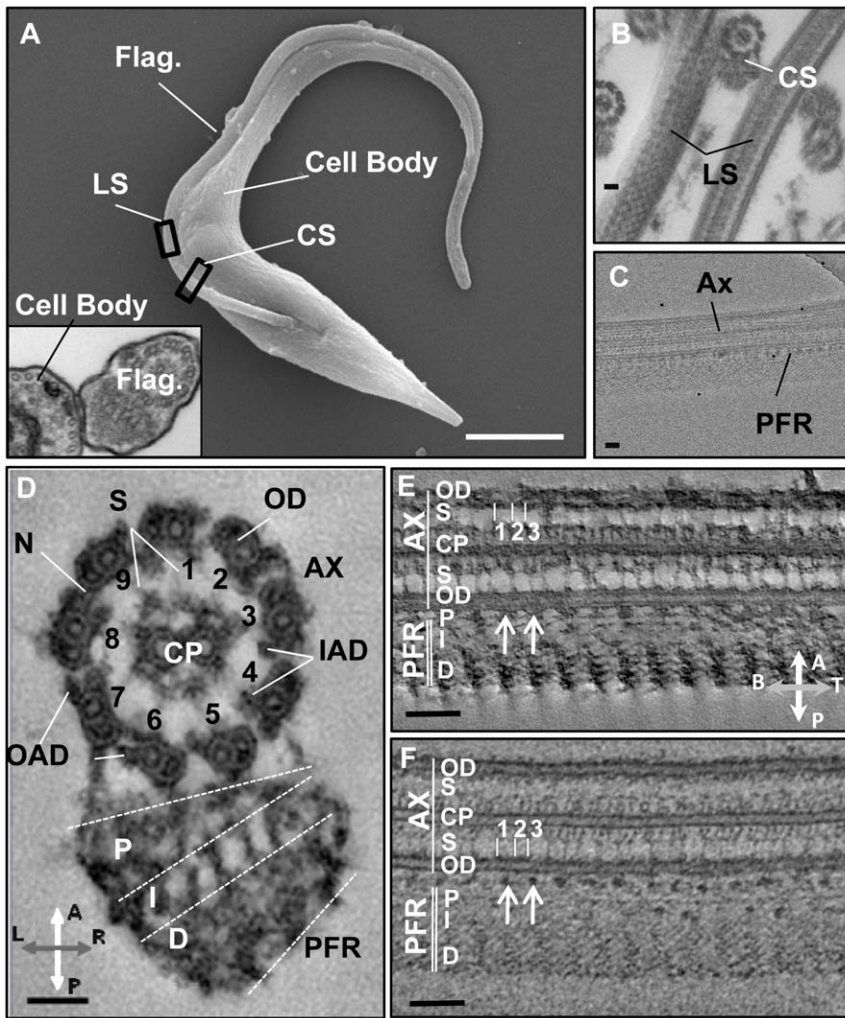 A
Flag.
Cell Body
LS
CS
Cell Body
Flag.
B
CS
LS
C
Ax
PFR
D
S
OD
N
AX
1
2
3
4
5
6
7
8
9
CP
IAD
OAD
P
I
D
PFR
A
L R
P
E
AX
OD
S
CP
S
OD
1 2 3
PFR
P
I
D
A
B T
P
F
AX
OD
S
CP
S
OD
1 2 3
PFR
P
I
D